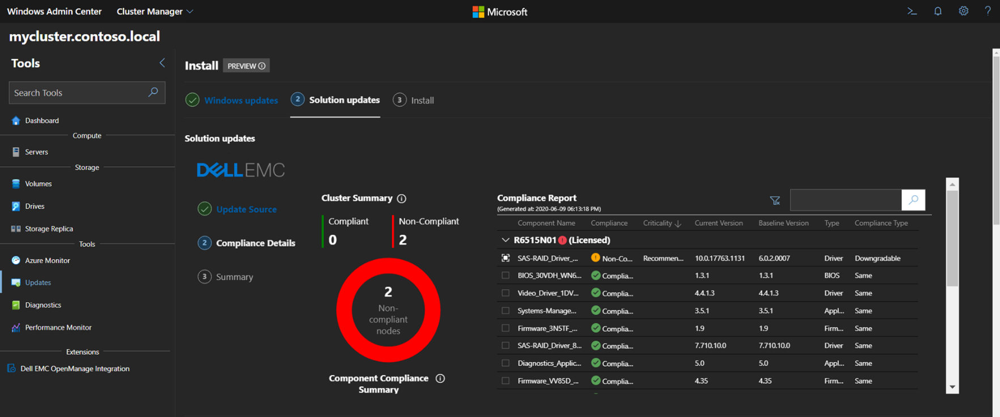 Windows Admin Center Cluster Manager
Microsoft
mycluster.contoso.local
Tools
Search Tools
Dashboard
Compute
Servers
Storage
Volumes
Drives
Storage Replica
Tools
Azure Monitor
Updates
Diagnostics
Performance Monitor
Extensions
Dell EMC OpenManage Integration
Install PREVIEW
Windows updates 2 Solution updates 3 Install
Solution updates
DELL EMC
Update Source
2 Compliance Details
3 Summary
Cluster Summary
Compliant Non-Compliant
0 2
2
Non-
compliant
nodes
Component Compliance
Summary
Compliance Report
(Generated at: 2020-06-09 06:13:18 PM)
Component Name Compliance Criticality Current Version Baseline Version Type Compliance Type
R6515N01 (Licensed)
SAS-RAID_Driver_... Non-Co... Recommen... 10.0.17763.1131 6.0.2.0007 Driver Downgradable
BIOS_30VDH_WN6... Complia... 1.3.1 1.3.1 BIOS Same
Video_Driver_1DV... Complia... 4.4.1.3 4.4.1.3 Driver Same
Systems-Manage... Complia... 3.5.1 3.5.1 Appl... Same
Firmware_3N5TF_... Complia... 1.9 1.9 Firm... Same
SAS-RAID_Driver_8... Complia... 7.710.10.0 7.710.10.0 Driver Same
Diagnostics_Applic... Complia... 5.0 5.0 Appl... Same
Firmware_VV85D_... Complia... 4.35 4.35 Firm... Same